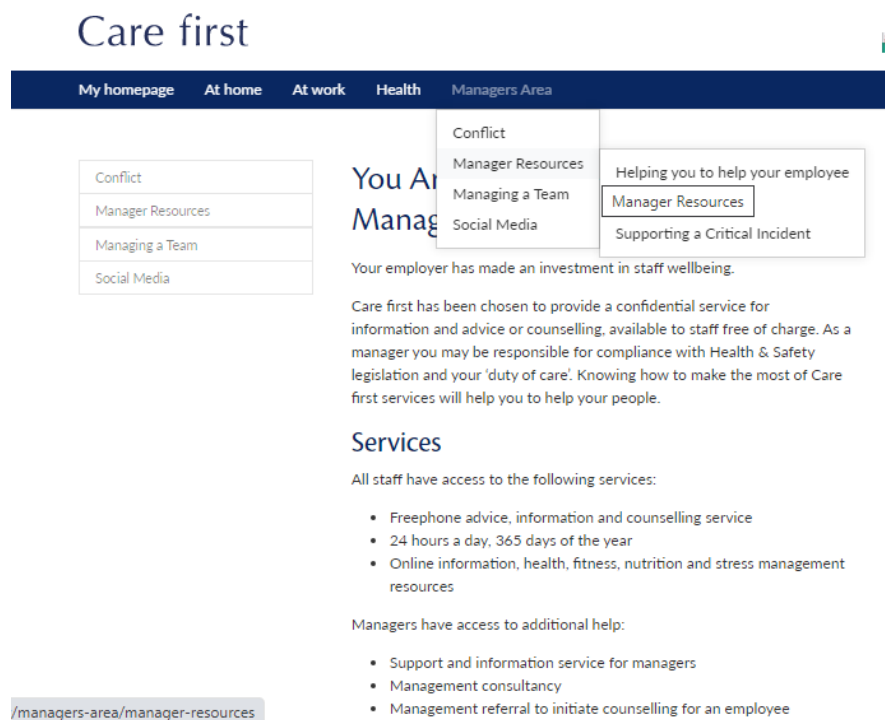 Care first
My homepage At home At work Health Managers Area
Conflict
Manager Resources
Managing a Team
Social Media
Helping you to help your employee
Manager Resources
Supporting a Critical Incident
Conflict
Manager Resources
Managing a Team
Social Media
You
Your employer has made an investment in staff wellbeing.
Care first has been chosen to provide a confidential service for
information and advice or counselling, available to staff free of charge. As a
manager you may be responsible for compliance with Health & Safety
legislation and your ‘duty of care’. Knowing how to make the most of Care
first services will help you to help your people.
Services
All staff have access to the following services:
• Freephone advice, information and counselling service
• 24 hours a day, 365 days of the year
• Online information, health, fitness, nutrition and stress management
resources
Managers have access to additional help:
• Support and information service for managers
• Management consultancy
• Management referral to initiate counselling for an employee
/managers-area/manager-resources